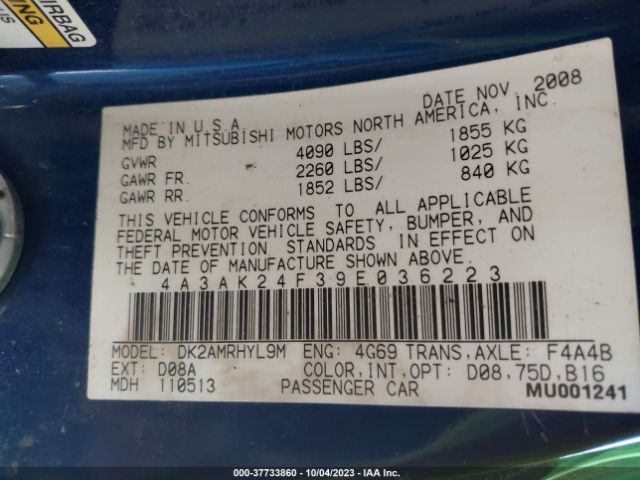 AIRBAG
NING
US
DATE NOV 2008
MADE IN U.S.A.
MFD BY MITSUBISHI MOTORS NORTH AMERICA, INC.
GVWR 4090 LBS/ 1855 KG
GAWR FR. 2260 LBS/ 1025 KG
GAWR RR. 1852 LBS/ 840 KG
THIS VEHICLE CONFORMS TO ALL APPLICABLE
FEDERAL MOTOR VEHICLE SAFETY, BUMPER, AND
THEFT PREVENTION STANDARDS IN EFFECT ON
THE DATE OF MANUFACTURE SHOWN ABOVE.
4A3AK24F39E036223
MODEL: DK2AMRHYL9M ENG: 4G69 TRANS,AXLE: F4A4B
EXT: D08A COLOR,INT,OPT: D08,75D,B16
MDH 110513 PASSENGER CAR MU001241
000-37733860 - 10/04/2023 - IAA Inc.